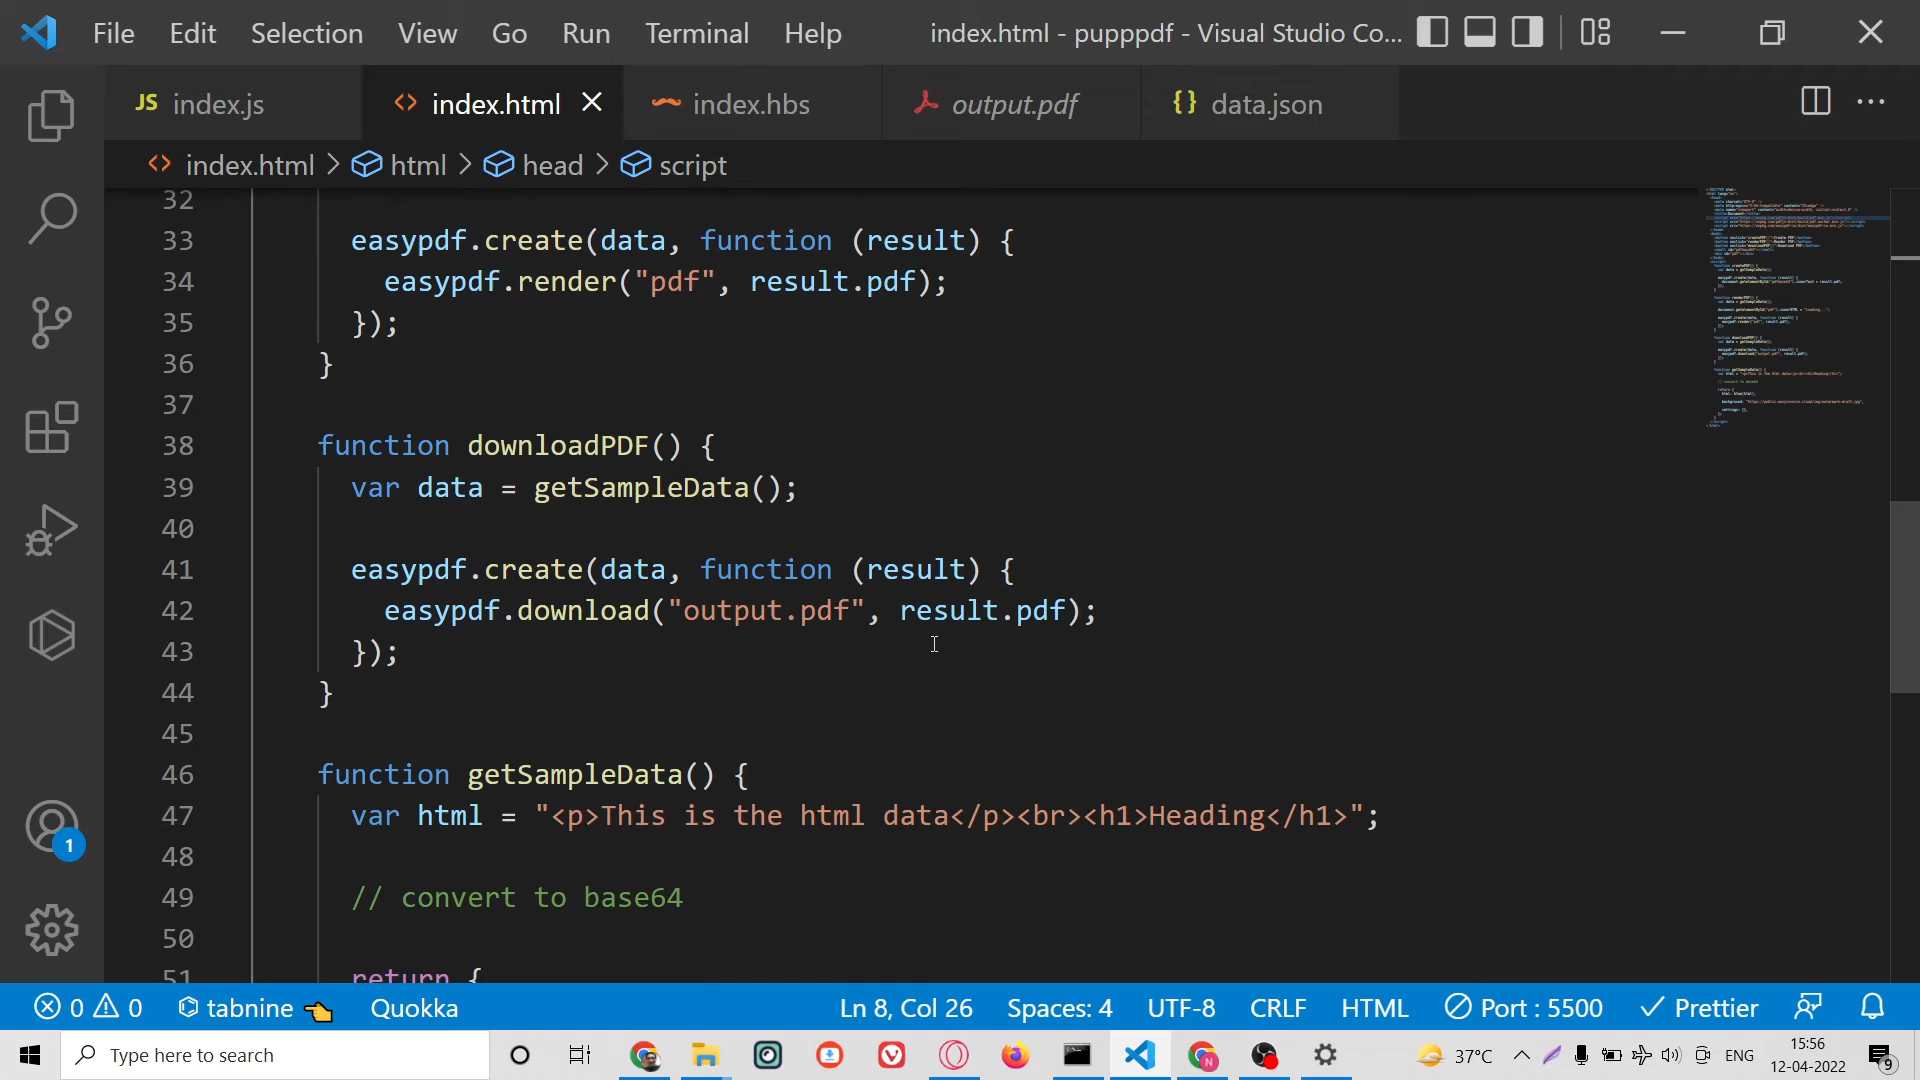 File Edit Selection View Go Run Terminal Help index.html - pupppdf - Visual Studio Co...
JS index.js <> index.html index.hbs output.pdf {} data.json ...
<> index.html > html > head > script
32
33 easypdf.create(data, function (result) {
34 easypdf.render("pdf", result.pdf);
35 });
36 }
37
38 function downloadPDF() {
39 var data = getSampleData();
40
41 easypdf.create(data, function (result) {
42 easypdf.download("output.pdf", result.pdf);
43 });
44 }
45
46 function getSampleData() {
47 var html = "<p>This is the html data</p><br><h1>Heading</h1>";
48
49 // convert to base64
50
51 return {
1
0 0 tabnine Quokka Ln 8, Col 26 Spaces: 4 UTF-8 CRLF HTML Port : 5500 Prettier
Type here to search 37°C ENG 15:56
12-04-2022 9